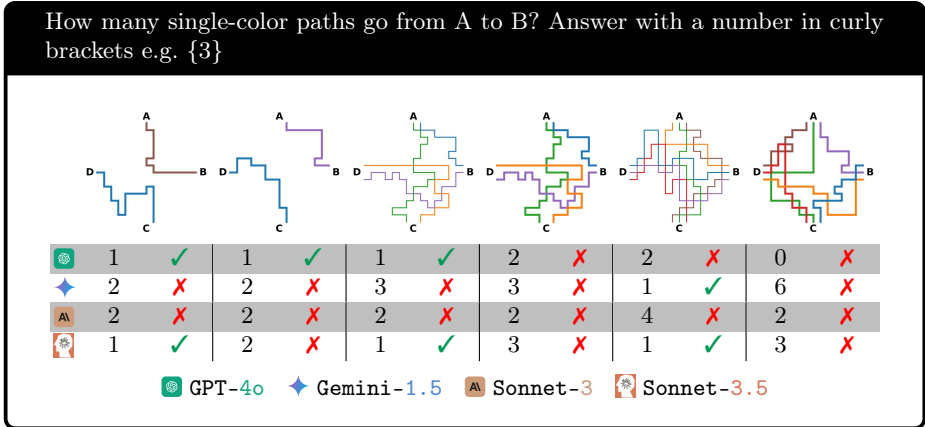 How many single-color paths go from A to B? Answer with a number in curly
brackets e.g. {3}
A A A A A A
D B D B D B D B D B D B
C C C C C C
1 ✓ 1 ✓ 1 ✓ 2 ✗ 2 ✗ 0 ✗
2 ✗ 2 ✗ 3 ✗ 3 ✗ 1 ✓ 6 ✗
A\ 2 ✗ 2 ✗ 2 ✗ 2 ✗ 4 ✗ 2 ✗
1 ✓ 2 ✗ 1 ✓ 3 ✗ 1 ✓ 3 ✗
GPT-4o Gemini-1.5 A\ Sonnet-3 Sonnet-3.5